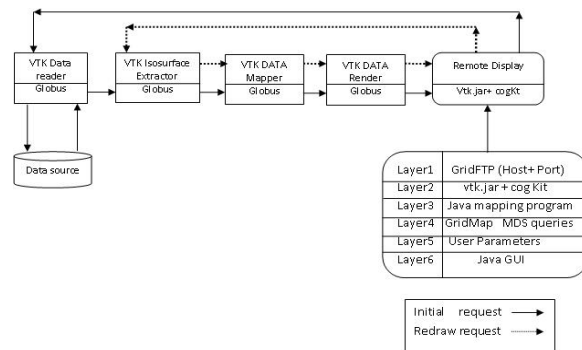 VTK Data
reader
Globus
VTK Isosurface
Extractor
Globus
VTK DATA
Mapper
Globus
VTK DATA
Render
Globus
Remote Display
Vtk.jar+ cogKt
Data source
Layer1 GridFTP (Host+ Port)
Layer2 vtk.jar + cog Kit
Layer3 Java mapping program
Layer4 GridMap MDS queries
Layer5 User Parameters
Layer6 Java GUI
Initial request
Redraw request